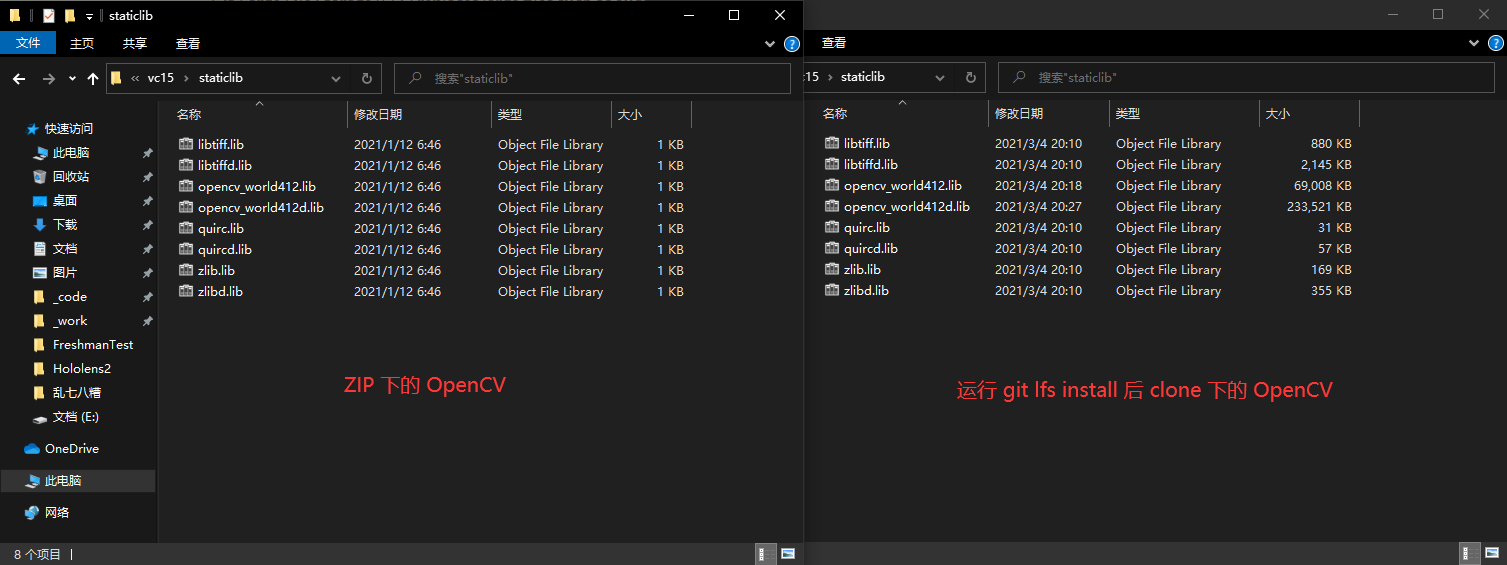 staticlib
文件 主页 共享 查看
« vc15 › staticlib
搜索"staticlib"
快速访问
此电脑
回收站
桌面
下载
文档
图片
_code
_work
FreshmanTest
Hololens2
乱七八糟
文档 (E:)
OneDrive
此电脑
网络
名称 修改日期 类型 大小
libtiff.lib 2021/1/12 6:46 Object File Library 1 KB
libtiffd.lib 2021/1/12 6:46 Object File Library 1 KB
opencv_world412.lib 2021/1/12 6:46 Object File Library 1 KB
opencv_world412d.lib 2021/1/12 6:46 Object File Library 1 KB
quirc.lib 2021/1/12 6:46 Object File Library 1 KB
quircd.lib 2021/1/12 6:46 Object File Library 1 KB
zlib.lib 2021/1/12 6:46 Object File Library 1 KB
zlibd.lib 2021/1/12 6:46 Object File Library 1 KB
ZIP 下的 OpenCV
8 个项目
查看
:15 › staticlib
搜索"staticlib"
名称 修改日期 类型 大小
libtiff.lib 2021/3/4 20:10 Object File Library 880 KB
libtiffd.lib 2021/3/4 20:10 Object File Library 2,145 KB
opencv_world412.lib 2021/3/4 20:18 Object File Library 69,008 KB
opencv_world412d.lib 2021/3/4 20:27 Object File Library 233,521 KB
quirc.lib 2021/3/4 20:10 Object File Library 31 KB
quircd.lib 2021/3/4 20:10 Object File Library 57 KB
zlib.lib 2021/3/4 20:10 Object File Library 169 KB
zlibd.lib 2021/3/4 20:10 Object File Library 355 KB
运行 git lfs install 后 clone 下的 OpenCV